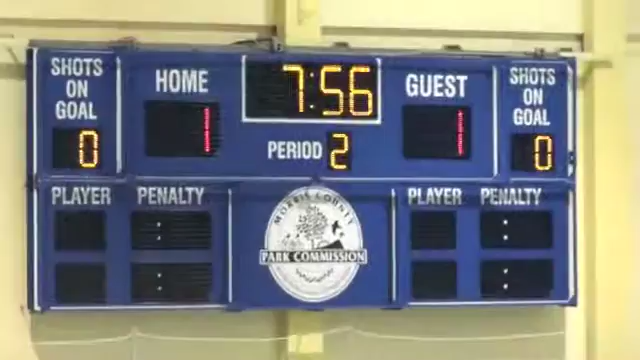 SHOTS
ON
GOAL
0
HOME
1
7:56
PERIOD 2
GUEST
1
SHOTS
ON
GOAL
0
PLAYER PENALTY
:
:
MORRIS COUNTY
PARK COMMISSION
PLAYER PENALTY
:
: